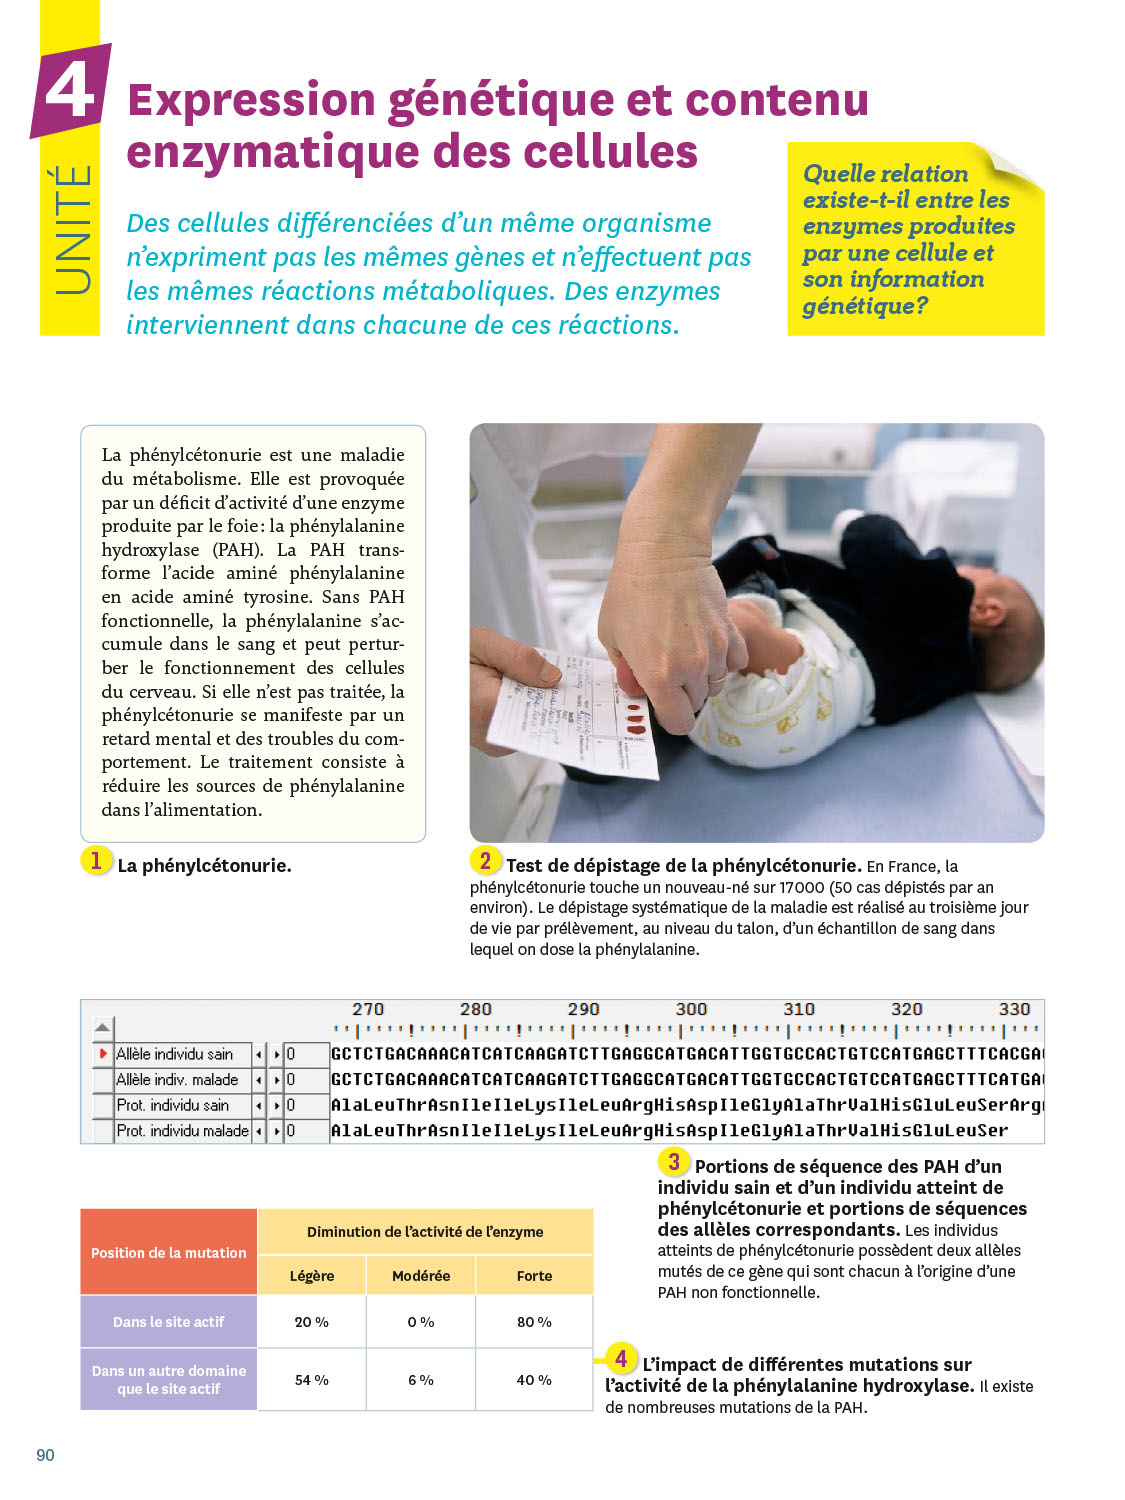 4
UNITÉ
Expression génétique et contenu
enzymatique des cellules
Des cellules différenciées d'un même organisme
n'expriment pas les mêmes gènes et n'effectuent pas
les mêmes réactions métaboliques. Des enzymes
interviennent dans chacune de ces réactions.
Quelle relation
existe-t-il entre les
enzymes produites
par une cellule et
son information
génétique?
La phénylcétonurie est une maladie
du métabolisme. Elle est provoquée
par un déficit d'activité d'une enzyme
produite par le foie: la phénylalanine
hydroxylase (PAH). La PAH trans-
forme l'acide aminé phénylalanine
en acide aminé tyrosine. Sans PAH
fonctionnelle, la phénylalanine s'ac-
cumule dans le sang et peut pertur-
ber le fonctionnement des cellules
du cerveau. Si elle n'est pas traitée, la
phénylcétonurie se manifeste par un
retard mental et des troubles du com-
portement. Le traitement consiste à
réduire les sources de phénylalanine
dans l'alimentation.
1 La phénylcétonurie.
2 Test de dépistage de la phénylcétonurie. En France, la
phénylcétonurie touche un nouveau-né sur 17000 (50 cas dépistés par an
environ). Le dépistage systématique de la maladie est réalisé au troisième jour
de vie par prélèvement, au niveau du talon, d'un échantillon de sang dans
lequel on dose la phénylalanine.
270 280 290 300 310 320 330
Allèle individu sain 0 GCTCTGACAAACATCATCAAGATCTTGAGGCATGACATTGGTGCCACTGTCCATGAGCTTTCACGA
Allèle indiv. malade 0 GCTCTGACAAACATCATCAAGATCTTGAGGCATGACATTGGTGCCACTGTCCATGAGCTTTCATGA
Prot. individu sain 0 AlaLeuThrAsnIleIleLysIleLeuArgHisAspIleGlyAlaThrValHisGluLeuSerArg
Prot. individu malade 0 AlaLeuThrAsnIleIleLysIleLeuArgHisAspIleGlyAlaThrValHisGluLeuSer
3 Portions de séquence des PAH d'un
individu sain et d'un individu atteint de
phénylcétonurie et portions de séquences
des allèles correspondants. Les individus
atteints de phénylcétonurie possèdent deux allèles
mutés de ce gène qui sont chacun à l'origine d'une
PAH non fonctionnelle.
Position de la mutation
Diminution de l'activité de l'enzyme
Légère Modérée Forte
Dans le site actif 20 % 0 % 80 %
Dans un autre domaine
que le site actif
54 % 6 % 40 %
4 L'impact de différentes mutations sur
l'activité de la phénylalanine hydroxylase. Il existe
de nombreuses mutations de la PAH.
90